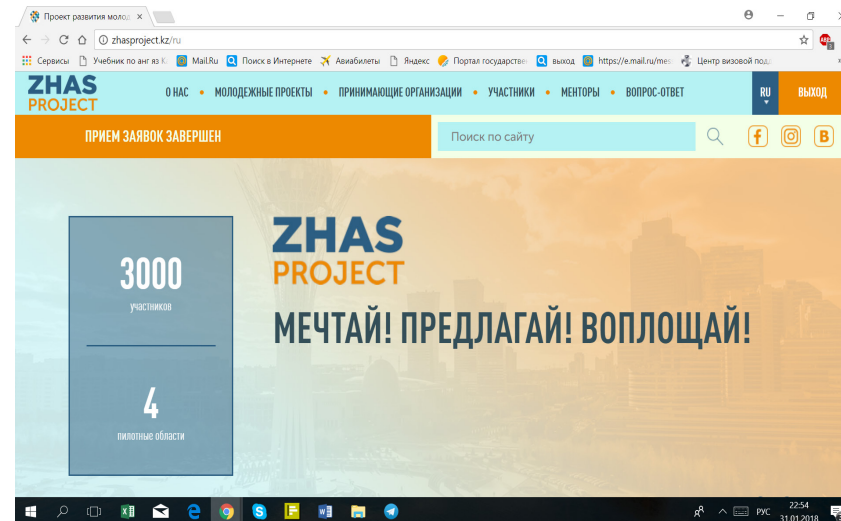 Проект развития молод
zhasproject.kz/ru
Сервисы Учебник по анг яз К Mail.Ru Поиск в Интернете Авиабилеты Яндекс Портал государствен выход https://e.mail.ru/mes Центр визовой под
ZHAS
PROJECT
О НАС • МОЛОДЕЖНЫЕ ПРОЕКТЫ • ПРИНИМАЮЩИЕ ОРГАНИЗАЦИИ • УЧАСТНИКИ • МЕНТОРЫ • ВОПРОС-ОТВЕТ
RU
ВЫХОД
ПРИЕМ ЗАЯВОК ЗАВЕРШЕН
Поиск по сайту
3000
участников
4
пилотные области
ZHAS
PROJECT
МЕЧТАЙ! ПРЕДЛАГАЙ! ВОПЛОЩАЙ!
РУС
22:54
31.01.2018